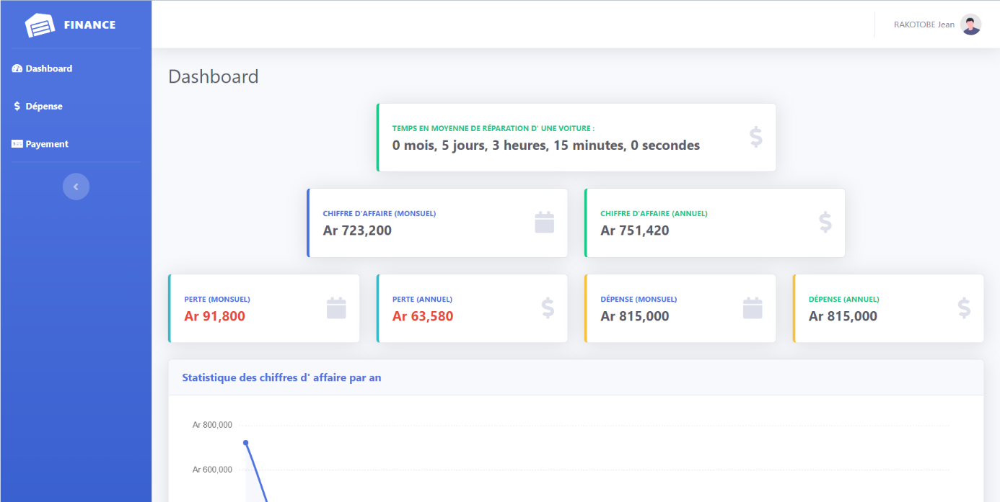 FINANCE
RAKOTOBE Jean
Dashboard
Dépense
Payement
Dashboard
TEMPS EN MOYENNE DE RÉPARATION D' UNE VOITURE :
0 mois, 5 jours, 3 heures, 15 minutes, 0 secondes
CHIFFRE D'AFFAIRE (MONSUEL)
Ar 723,200
CHIFFRE D'AFFAIRE (ANNUEL)
Ar 751,420
PERTE (MONSUEL)
Ar 91,800
PERTE (ANNUEL)
Ar 63,580
DÉPENSE (MONSUEL)
Ar 815,000
DÉPENSE (ANNUEL)
Ar 815,000
Statistique des chiffres d' affaire par an
Ar 800,000
Ar 600,000